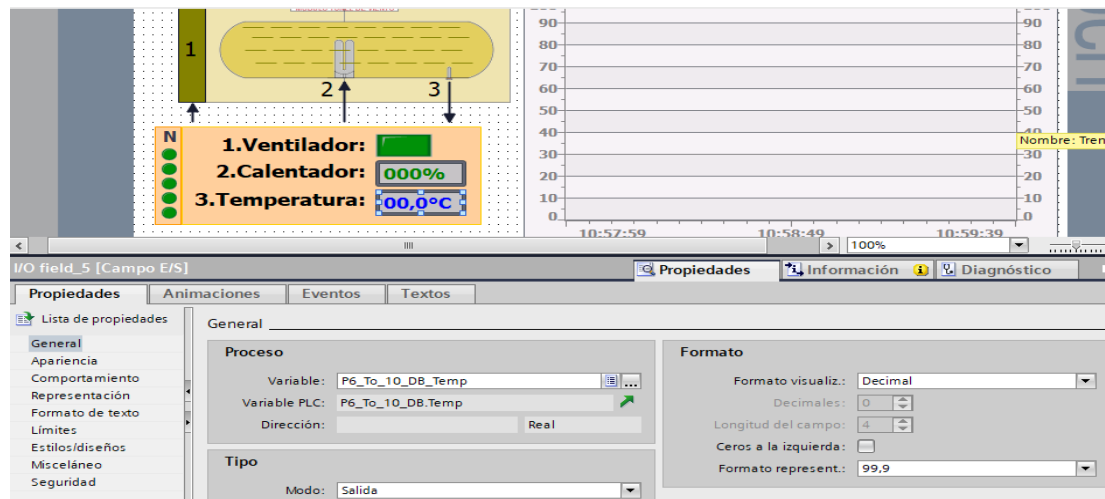 MODULO TUNEL DE VIENTO
90 90
80 80
70 70
60 60
50 50
40 40
30 30
20 20
10 10
0 0
10:57:59 10:58:49 10:59:39
1
2 3
N
1.Ventilador:
2.Calentador: 000%
3.Temperatura: 00,0°C
Nombre: Tren
100%
I/O field_5 [Campo E/S]
Propiedades Información Diagnóstico
Propiedades Animaciones Eventos Textos
Lista de propiedades
General
Apariencia
Comportamiento
Representación
Formato de texto
Límites
Estilos/diseños
Misceláneo
Seguridad
General
Proceso
Variable: P6_To_10_DB_Temp ...
Variable PLC: P6_To_10_DB.Temp
Dirección: Real
Tipo
Modo: Salida
Formato
Formato visualiz.: Decimal
Decimales: 0
Longitud del campo: 4
Ceros a la izquierda:
Formato represent.: 99,9